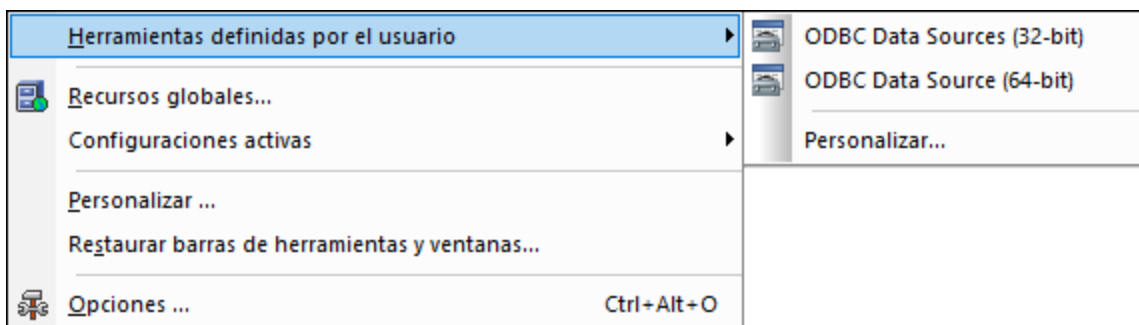 Herramientas definidas por el usuario
ODBC Data Sources (32-bit)
ODBC Data Source (64-bit)
Personalizar...
Recursos globales...
Configuraciones activas
Personalizar ...
Restaurar barras de herramientas y ventanas...
Opciones ... Ctrl+Alt+O